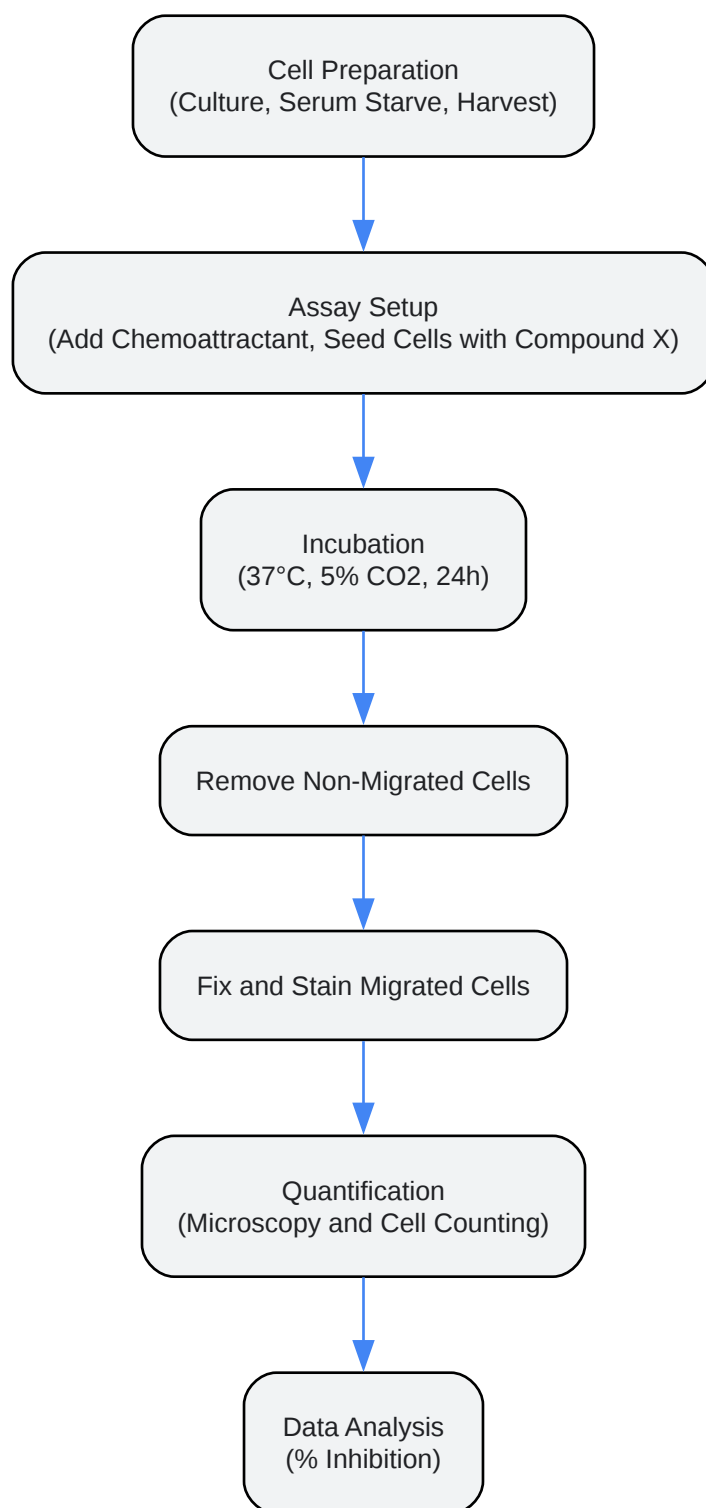 Cell Preparation
(Culture, Serum Starve, Harvest)
Assay Setup
(Add Chemoattractant, Seed Cells with Compound X)
Incubation
(37°C, 5% CO2, 24h)
Remove Non-Migrated Cells
Fix and Stain Migrated Cells
Quantification
(Microscopy and Cell Counting)
Data Analysis
(% Inhibition)